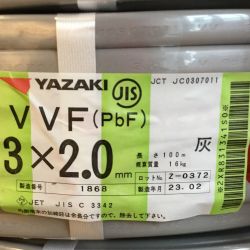 YAZAKI JIS JCT JC0307011
VVF(PbF)
3×2.0mm
灰
長さ 100m
概算質量 16kg
ロットNo. Z-0372
製造番号 1868
製造年月 23.02
JET JIS C 3342
*2XR83134150*